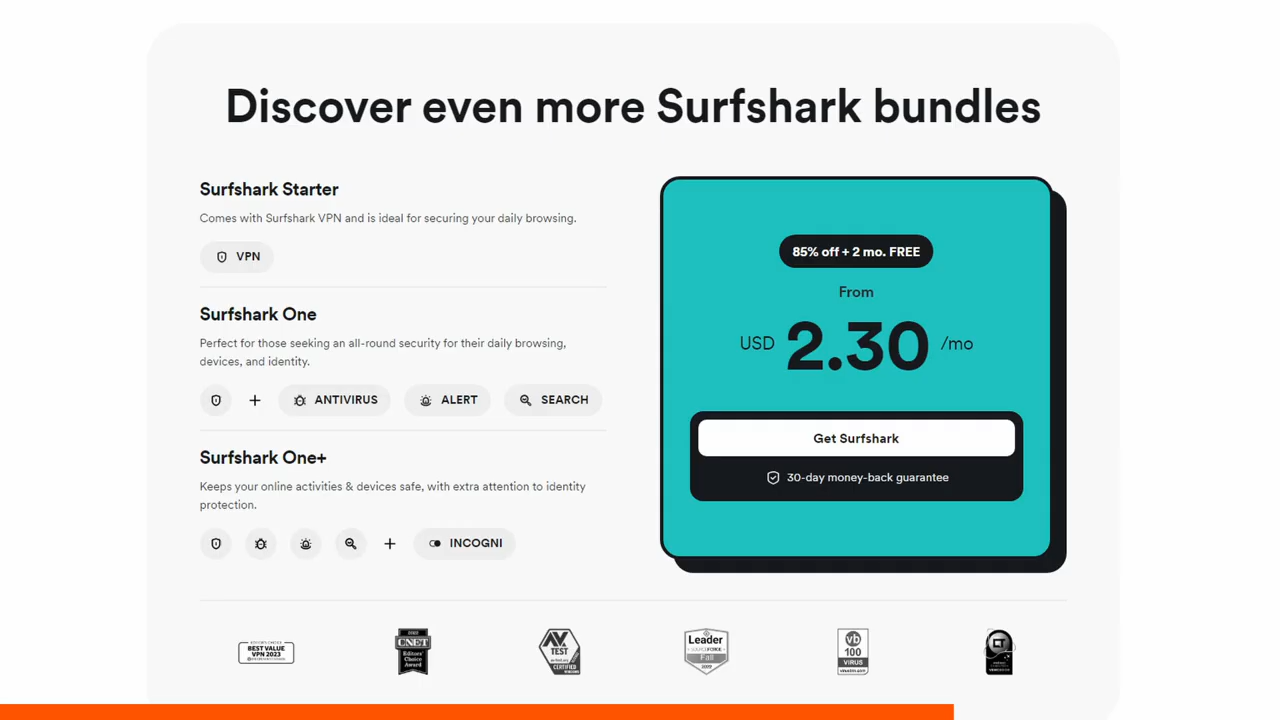 Discover even more Surfshark bundles
Surfshark Starter
Comes with Surfshark VPN and is ideal for securing your daily browsing.
VPN
Surfshark One
Perfect for those seeking an all-round security for their daily browsing,
devices, and identity.
+ ANTIVIRUS ALERT SEARCH
Surfshark One+
Keeps your online activities & devices safe, with extra attention to identity
protection.
+ INCOGNI
85% off + 2 mo. FREE
From
USD 2.30 /mo
Get Surfshark
30-day money-back guarantee
BEST VALUE
VPN 2023
CNET
Editors'
Choice
Award
AV
TEST
CERTIFIED
Leader
Fall
vb
100
VIRUS